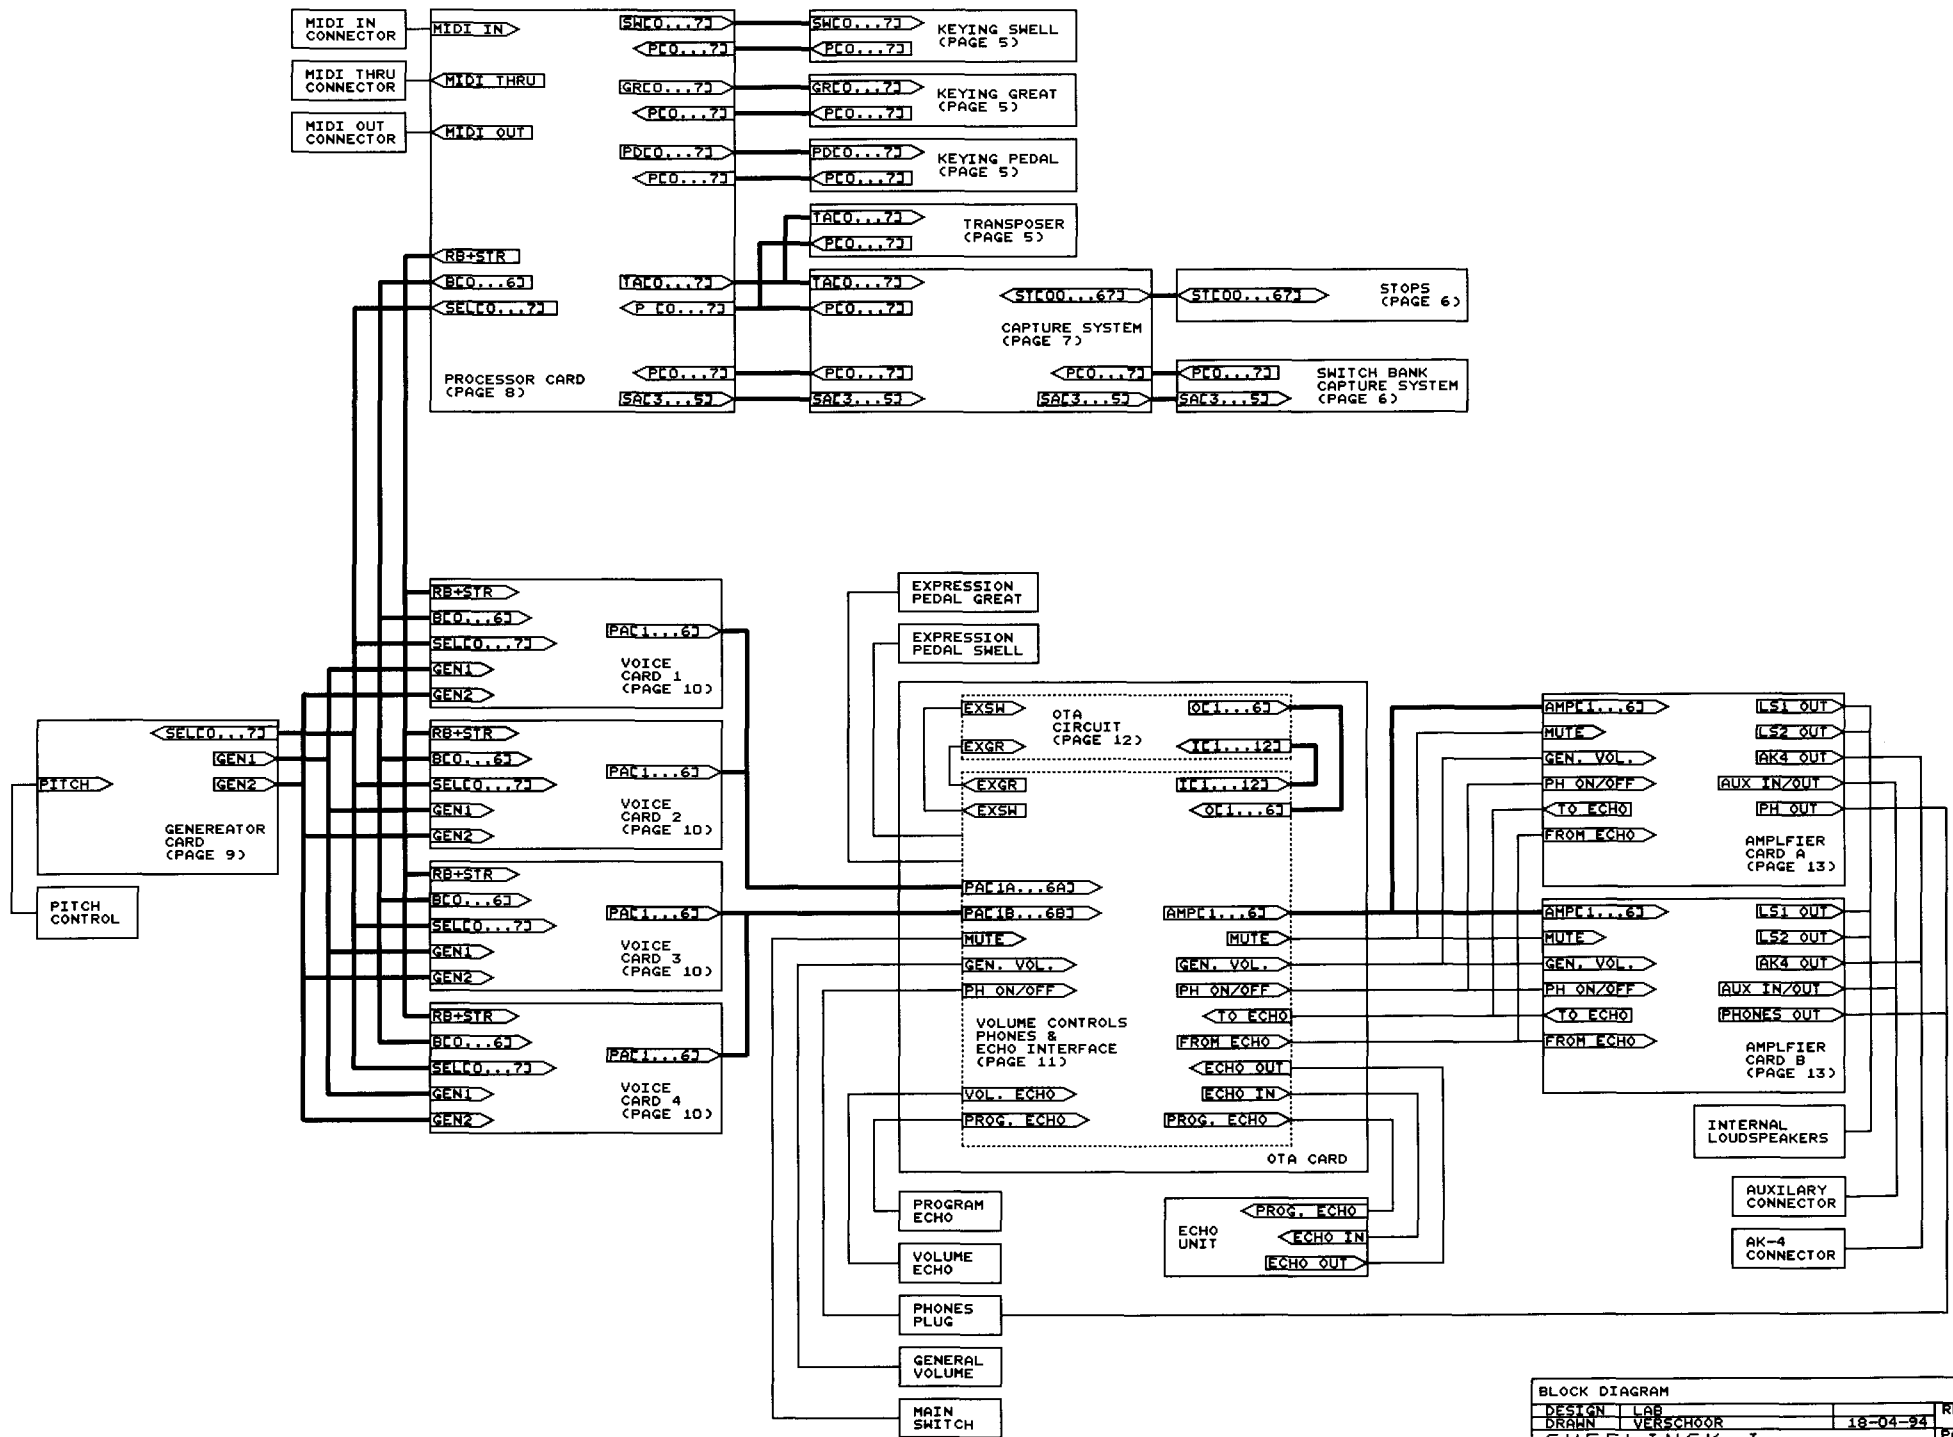 MIDI IN
CONNECTOR
MIDI THRU
CONNECTOR
MIDI OUT
CONNECTOR
MIDI IN
MIDI THRU
MIDI OUT
RB+STR
B[0...6]
SEL[0...7]
SW[0...7]
P[0...7]
GR[0...7]
P[0...7]
PD[0...7]
P[0...7]
TA[0...7]
P [0...7]
P[0...7]
SA[3...5]
PROCESSOR CARD
(PAGE 8)
SW[0...7]
P[0...7]
KEYING SWELL
(PAGE 5)
GR[0...7]
P[0...7]
KEYING GREAT
(PAGE 5)
PD[0...7]
P[0...7]
KEYING PEDAL
(PAGE 5)
TA[0...7]
P[0...7]
TRANSPOSER
(PAGE 5)
TA[0...7]
P[0...7]
P[0...7]
SA[3...5]
ST[00...67]
CAPTURE SYSTEM
(PAGE 7)
P[0...7]
SA[3...5]
ST[00...67]
STOPS
(PAGE 6)
P[0...7]
SA[3...5]
SWITCH BANK
CAPTURE SYSTEM
(PAGE 6)
SEL[0...7]
GEN1
GEN2
PITCH
GENEREATOR
CARD
(PAGE 9)
PITCH
CONTROL
RB+STR
B[0...6]
SEL[0...7]
GEN1
GEN2
PA[1...6]
VOICE
CARD 1
(PAGE 10)
RB+STR
B[0...6]
SEL[0...7]
GEN1
GEN2
PA[1...6]
VOICE
CARD 2
(PAGE 10)
RB+STR
B[0...6]
SEL[0...7]
GEN1
GEN2
PA[1...6]
VOICE
CARD 3
(PAGE 10)
RB+STR
B[0...6]
SEL[0...7]
GEN1
GEN2
PA[1...6]
VOICE
CARD 4
(PAGE 10)
EXPRESSION
PEDAL GREAT
EXPRESSION
PEDAL SWELL
EXSW
EXGR
OTA
CIRCUIT
(PAGE 12)
O[1...6]
I[1...12]
EXGR
EXSW
I[1...12]
O[1...6]
PA[1A...6A]
PA[1B...6B]
MUTE
GEN. VOL.
PH ON/OFF
AMP[1...6]
MUTE
GEN. VOL.
PH ON/OFF
TO ECHO
FROM ECHO
ECHO OUT
ECHO IN
PROG. ECHO
VOLUME CONTROLS
PHONES &
ECHO INTERFACE
(PAGE 11)
VOL. ECHO
PROG. ECHO
OTA CARD
PROGRAM
ECHO
VOLUME
ECHO
PHONES
PLUG
GENERAL
VOLUME
MAIN
SWITCH
ECHO
UNIT
PROG. ECHO
ECHO IN
ECHO OUT
AMP[1...6]
MUTE
GEN. VOL.
PH ON/OFF
TO ECHO
FROM ECHO
LS1 OUT
LS2 OUT
AK4 OUT
AUX IN/OUT
PH OUT
AMPLFIER
CARD A
(PAGE 13)
AMP[1...6]
MUTE
GEN. VOL.
PH ON/OFF
TO ECHO
FROM ECHO
LS1 OUT
LS2 OUT
AK4 OUT
AUX IN/OUT
PHONES OUT
AMPLFIER
CARD B
(PAGE 13)
INTERNAL
LOUDSPEAKERS
AUXILARY
CONNECTOR
AK-4
CONNECTOR
BLOCK DIAGRAM
DESIGN LAB
DRAWN VERSCHOOR 18-04-94